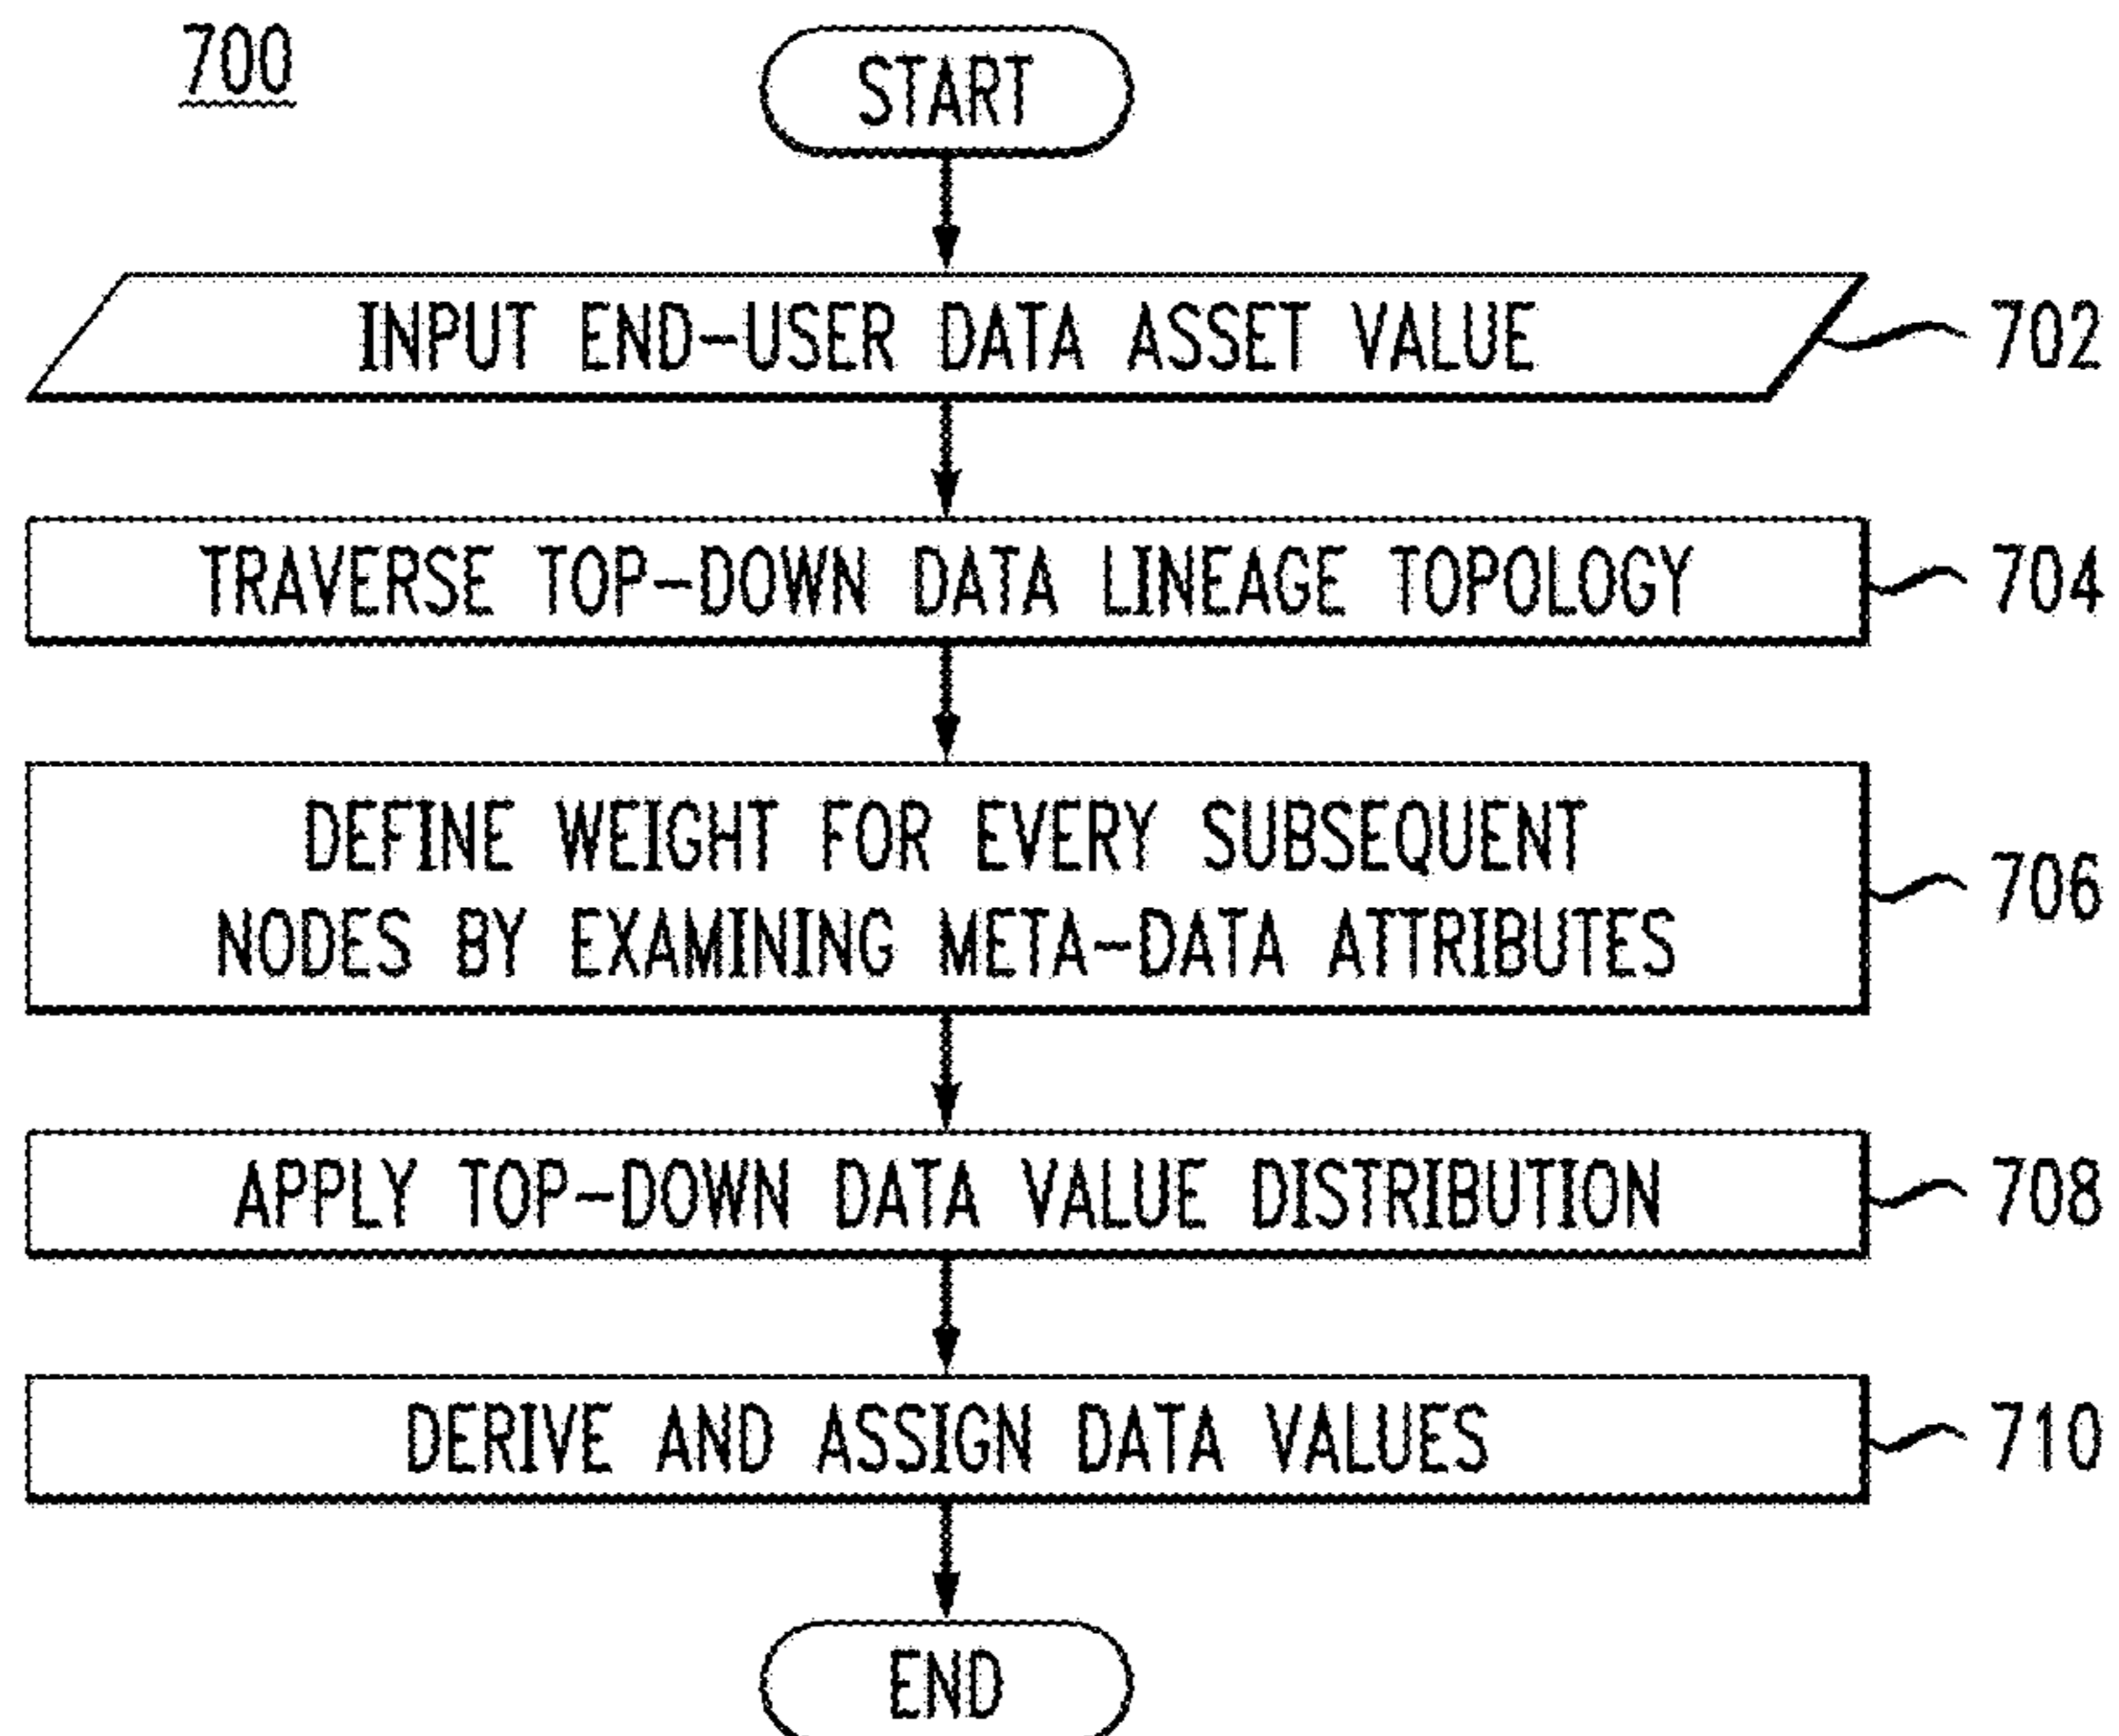 700
START
INPUT END-USER DATA ASSET VALUE
702
TRAVERSE TOP-DOWN DATA LINEAGE TOPOLOGY
704
DEFINE WEIGHT FOR EVERY SUBSEQUENT
NODES BY EXAMINING META-DATA ATTRIBUTES
706
APPLY TOP-DOWN DATA VALUE DISTRIBUTION
708
DERIVE AND ASSIGN DATA VALUES
710
END